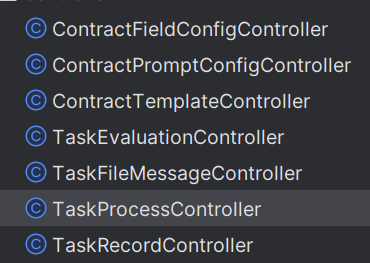 ContractFieldConfigController
ContractPromptConfigController
ContractTemplateController
TaskEvaluationController
TaskFileMessageController
TaskProcessController
TaskRecordController